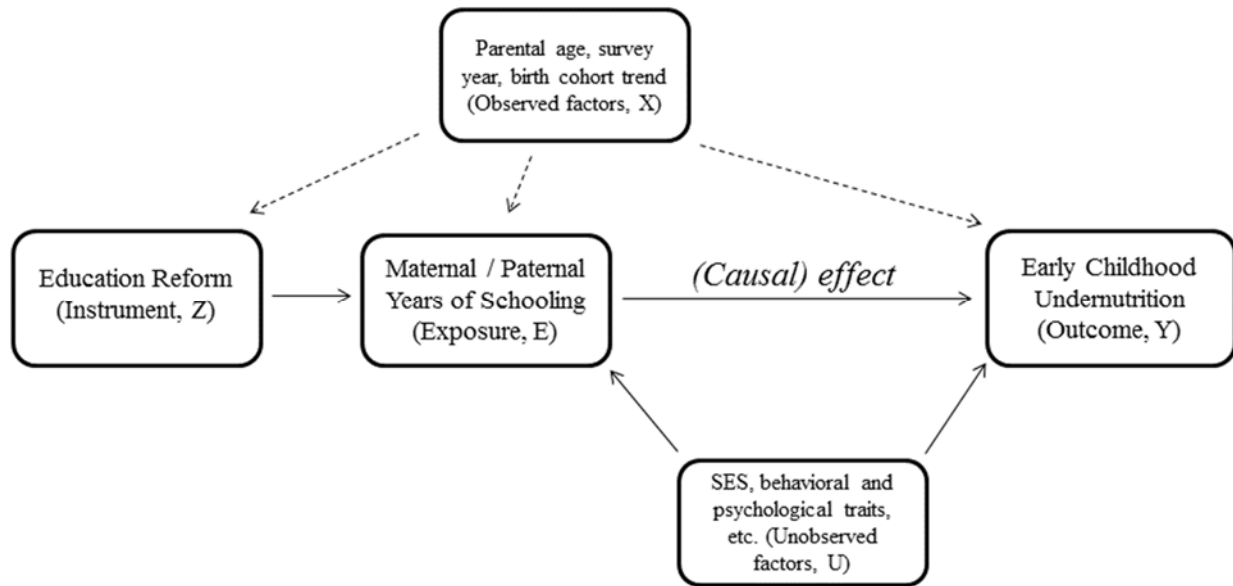 Parental age, survey
year, birth cohort trend
(Observed factors, X)
Education Reform
(Instrument, Z)
Maternal / Paternal
Years of Schooling
(Exposure, E)
(Causal) effect
Early Childhood
Undernutrition
(Outcome, Y)
SES, behavioral and
psychological traits,
etc. (Unobserved
factors, U)